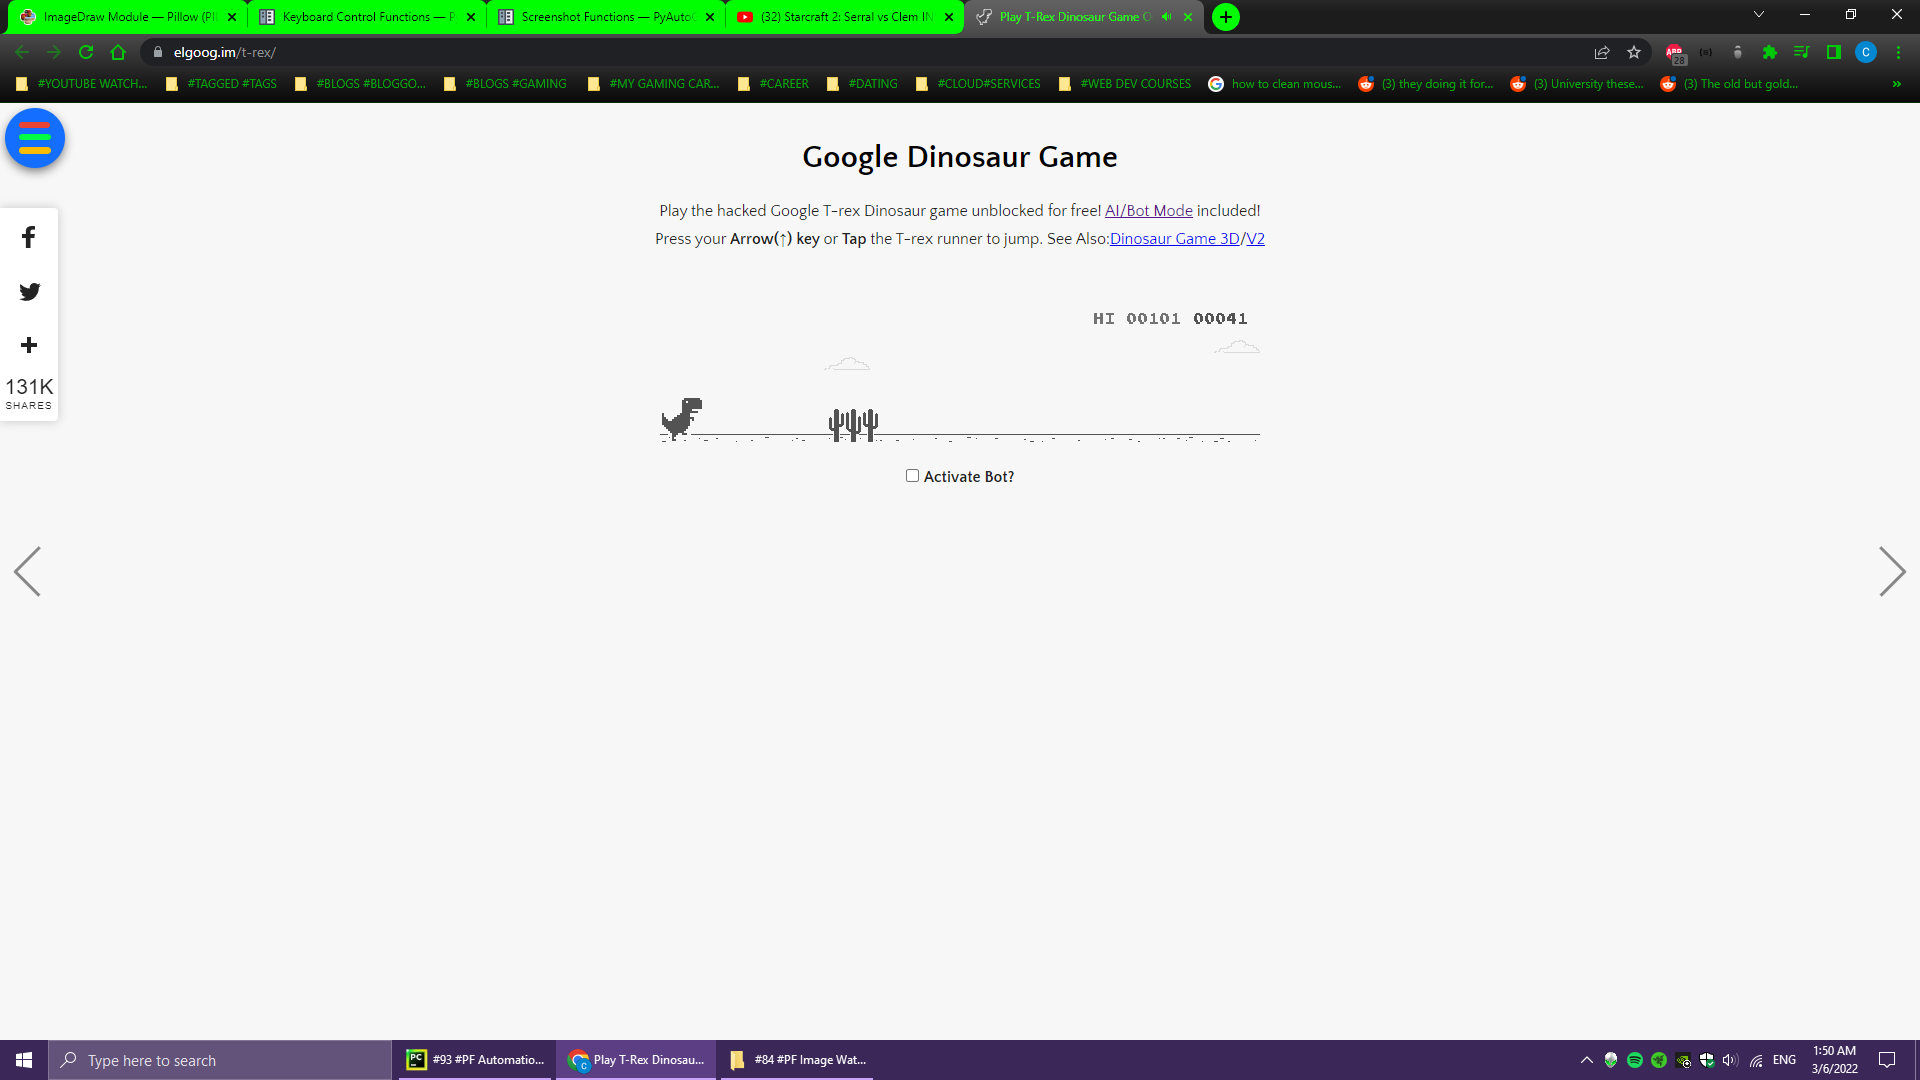 ImageDraw Module — Pillow (PIL
Keyboard Control Functions — P
Screenshot Functions — PyAuto
(32) Starcraft 2: Serral vs Clem IN
Play T-Rex Dinosaur Game O
elgoog.im/t-rex/
28
C
#YOUTUBE WATCH...
#TAGGED #TAGS
#BLOGS #BLOGGO...
#BLOGS #GAMING
#MY GAMING CAR...
#CAREER
#DATING
#CLOUD#SERVICES
#WEB DEV COURSES
how to clean mous...
(3) they doing it for...
(3) University these...
(3) The old but gold...
»
Google Dinosaur Game
Play the hacked Google T-rex Dinosaur game unblocked for free! AI/Bot Mode included!
Press your Arrow(↑) key or Tap the T-rex runner to jump. See Also:Dinosaur Game 3D/V2
HI 00101 00041
131K
SHARES
Activate Bot?
Type here to search
#93 #PF Automatio...
Play T-Rex Dinosau...
#84 #PF Image Wat...
ENG
1:50 AM
3/6/2022